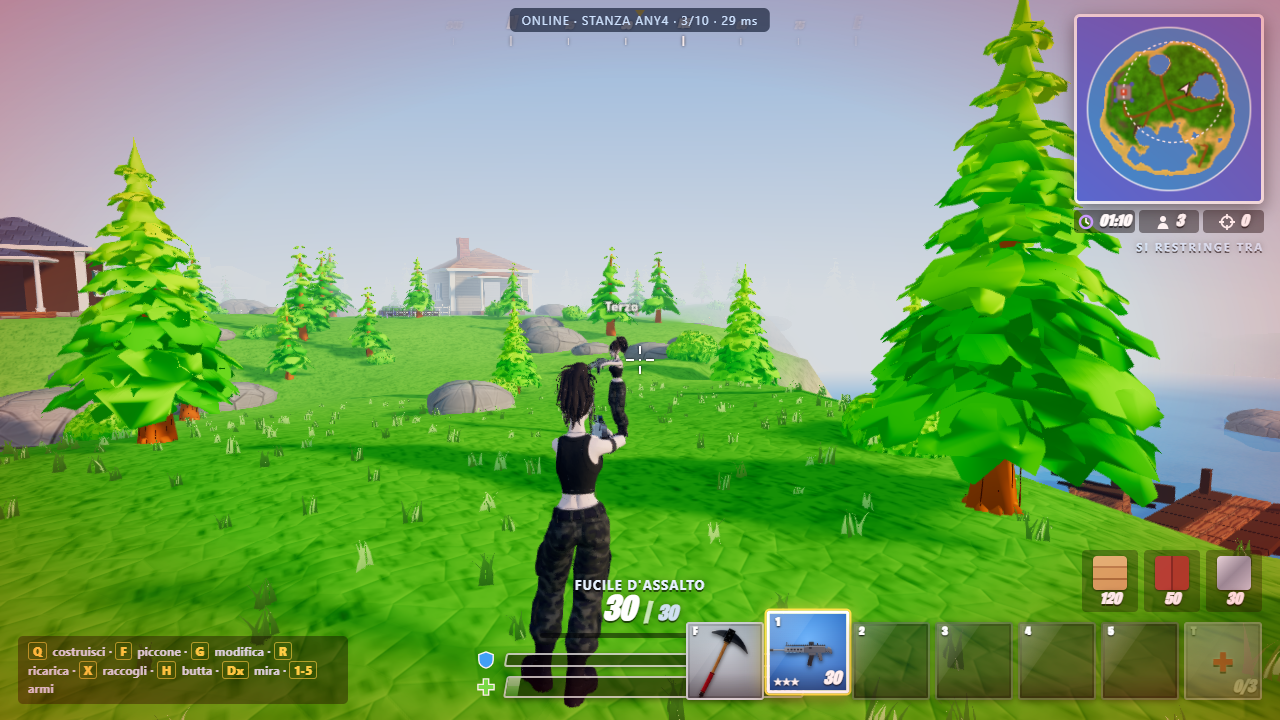 ONLINE · STANZA ANY4 · 3/10 · 29 ms
01:10 3 0
SI RESTRINGE TRA
Terzo
120 50 30
FUCILE D'ASSALTO
30 / 30
Q costruisci · F piccone · G modifica · R
ricarica · X raccogli · H butta · Dx mira · 1-5
armi
F 1 2 3 4 5 T
30 0/3